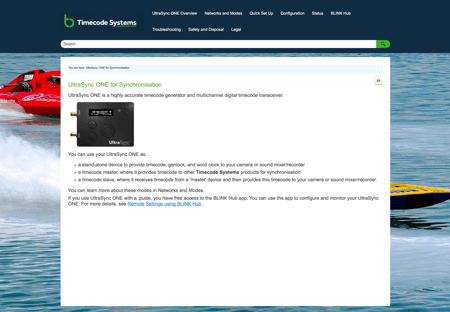 Timecode Systems
UltraSync ONE Overview Networks and Modes Quick Set Up Configuration Status BLINK Hub
Troubleshooting Safety and Disposal Legal
Search
You are here: UltraSync ONE for Synchronisation
UltraSync ONE for Synchronisation
UltraSync ONE is a highly accurate timecode generator and multichannel digital timecode transceiver.
UltraSync
You can use your UltraSync ONE as:
a stand-alone device to provide timecode, genlock, and word clock to your camera or sound mixer/recorder
a timecode master, where it provides timecode to other Timecode Systems products for synchronisation
a timecode slave, where it receives timecode from a 'master' device and then provides this timecode to your camera or sound mixer/recorder.
You can learn more about these modes in Networks and Modes.
If you use UltraSync ONE with a :pulse, you have free access to the BLINK Hub app. You can use the app to configure and monitor your UltraSync
ONE. For more details, see Remote Settings using BLINK Hub .